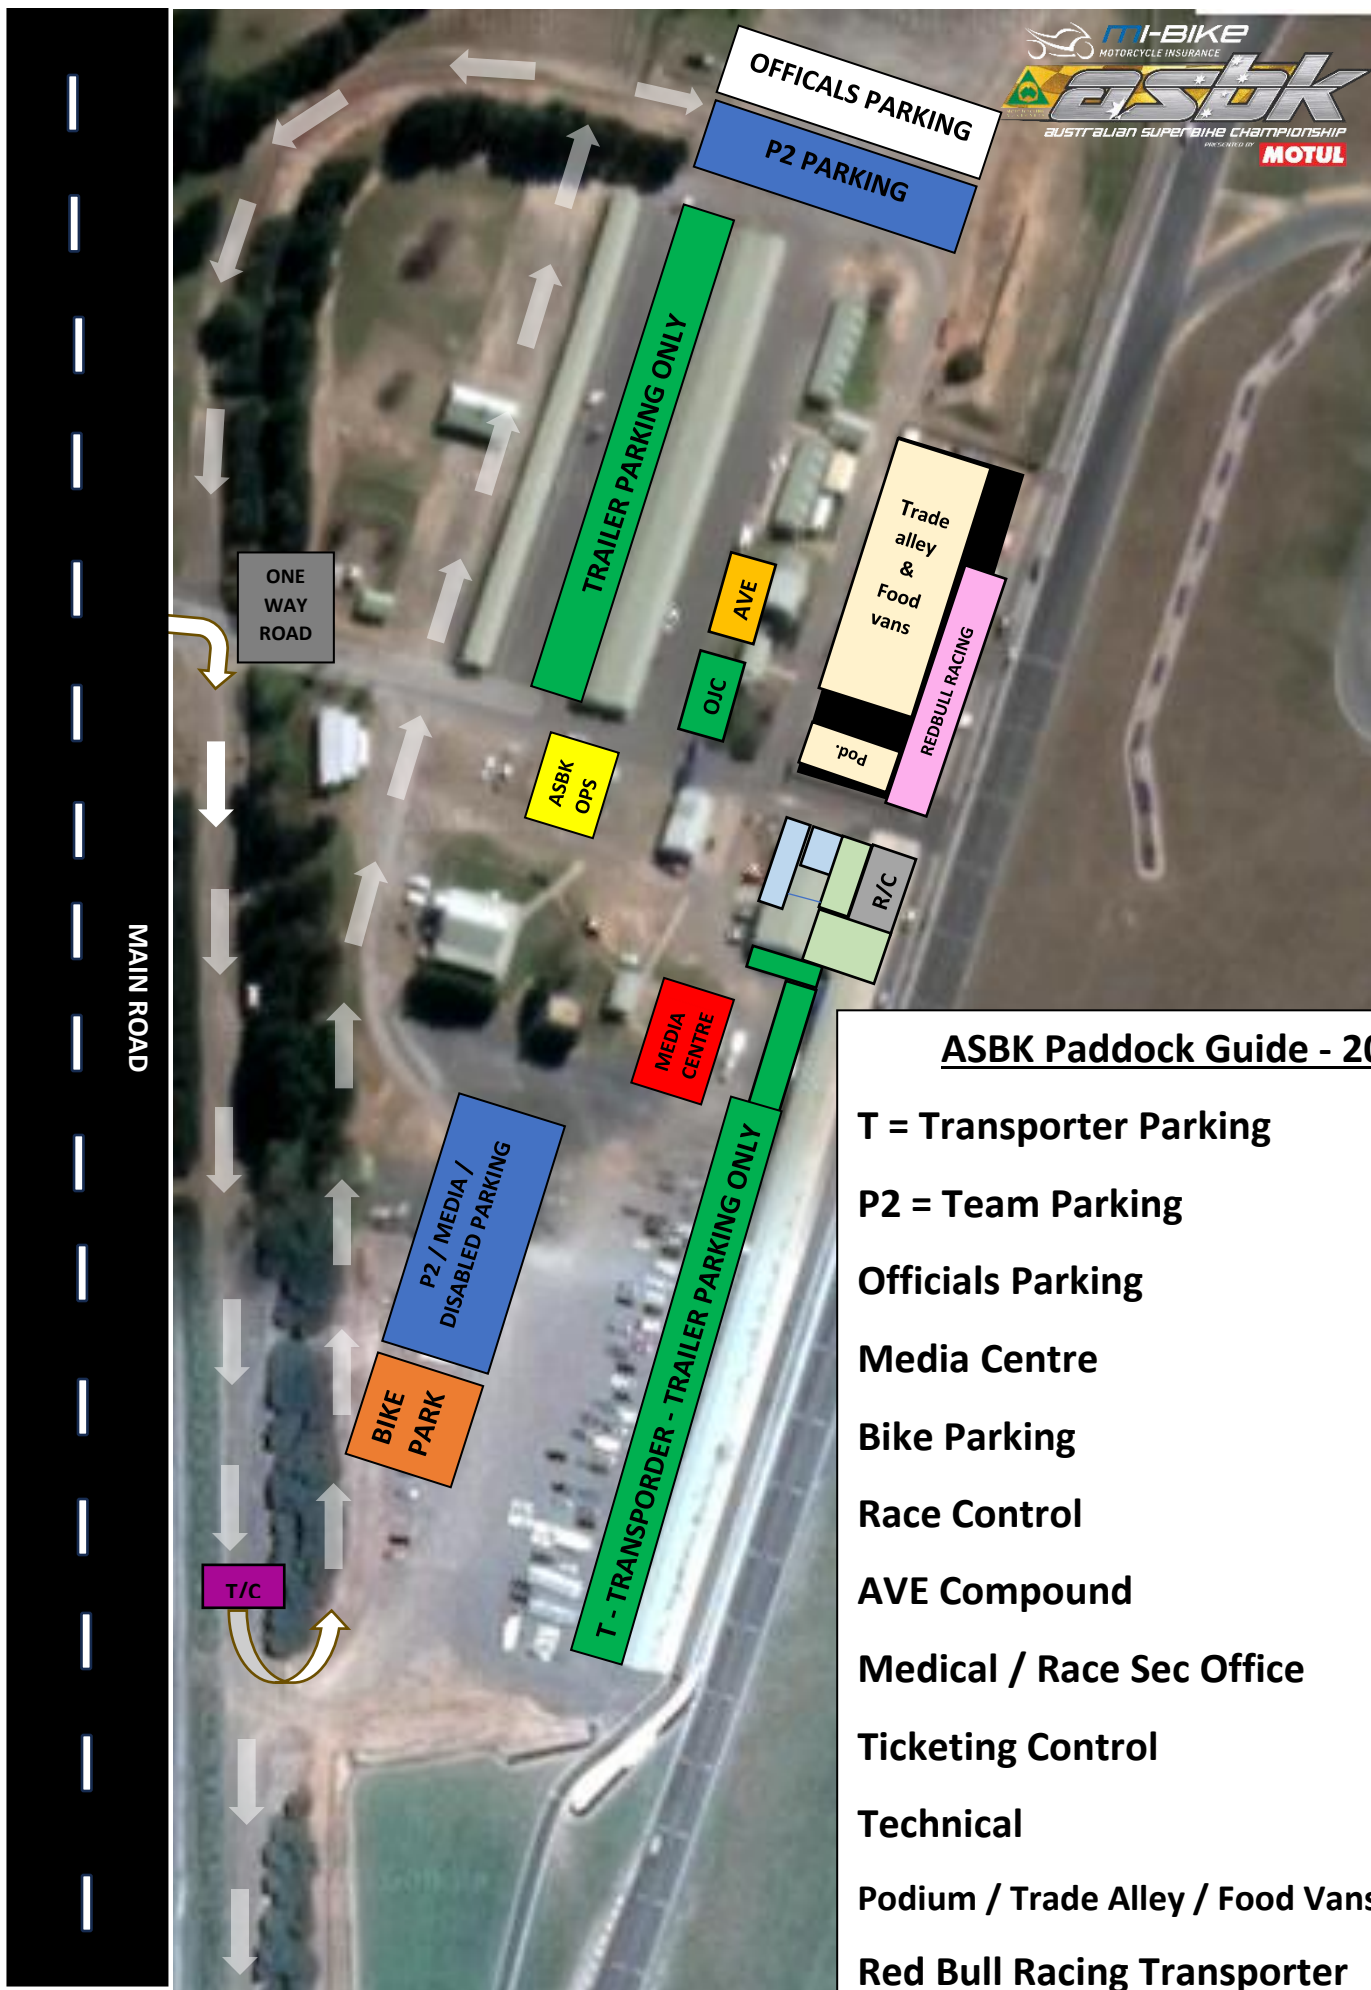 mi-BIKE
MOTORCYCLE INSURANCE
asbk
AUSTRALIAN SUPERBIKE CHAMPIONSHIP
PRESENTED BY MOTUL
OFFICALS PARKING
P2 PARKING
TRAILER PARKING ONLY
Trade
alley
&
Food
vans
ONE
WAY
ROAD
AVE
OJC
REDBULL RACING
Pod.
ASBK
OPS
R/C
MAIN ROAD
MEDIA
CENTRE
P2 / MEDIA /
DISABLED PARKING
BIKE
PARK
T - TRANSPORDER - TRAILER PARKING ONLY
T/C
ASBK Paddock Guide - 20
T = Transporter Parking
P2 = Team Parking
Officials Parking
Media Centre
Bike Parking
Race Control
AVE Compound
Medical / Race Sec Office
Ticketing Control
Technical
Podium / Trade Alley / Food Vans
Red Bull Racing Transporter